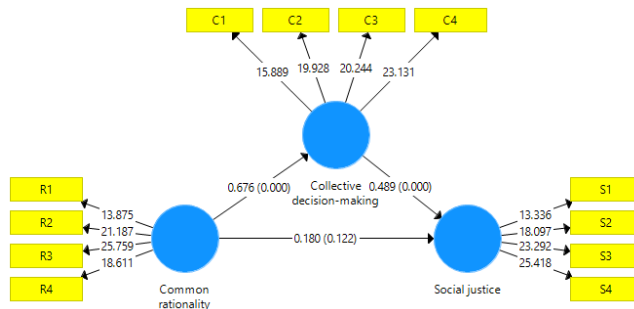 C1
C2
C3
C4
15.889
19.928
20.244
23.131
0.676 (0.000)
Collective
decision-making
0.489 (0.000)
R1
R2
R3
R4
13.875
21.187
25.759
18.611
Common
rationality
0.180 (0.122)
Social justice
13.336
18.097
23.292
25.418
S1
S2
S3
S4